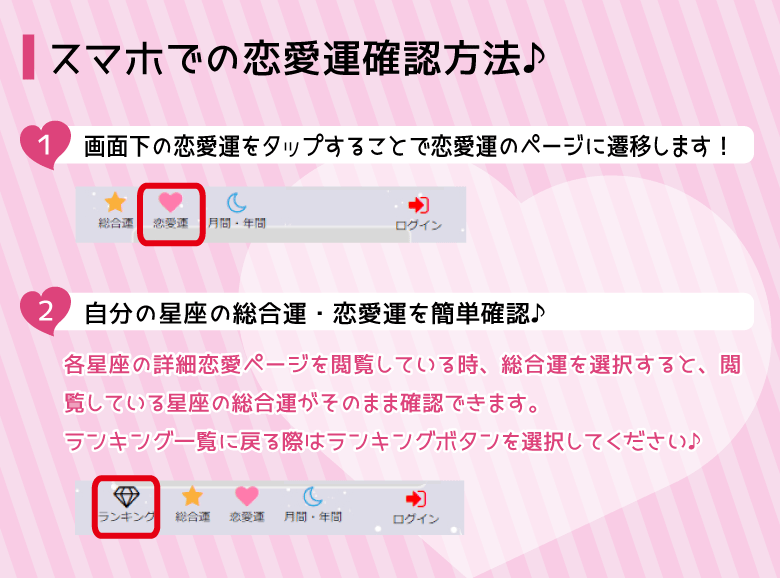 スマホでの恋愛運確認方法♪
1 画面下の恋愛運をタップすることで恋愛運のページに遷移します！
総合運 恋愛運 月間・年間 ログイン
2 自分の星座の総合運・恋愛運を簡単確認♪
各星座の詳細恋愛ページを閲覧している時、総合運を選択すると、閲
覧している星座の総合運がそのまま確認できます。
ランキング一覧に戻る際はランキングボタンを選択してください♪
ランキング 総合運 恋愛運 月間・年間 ログイン